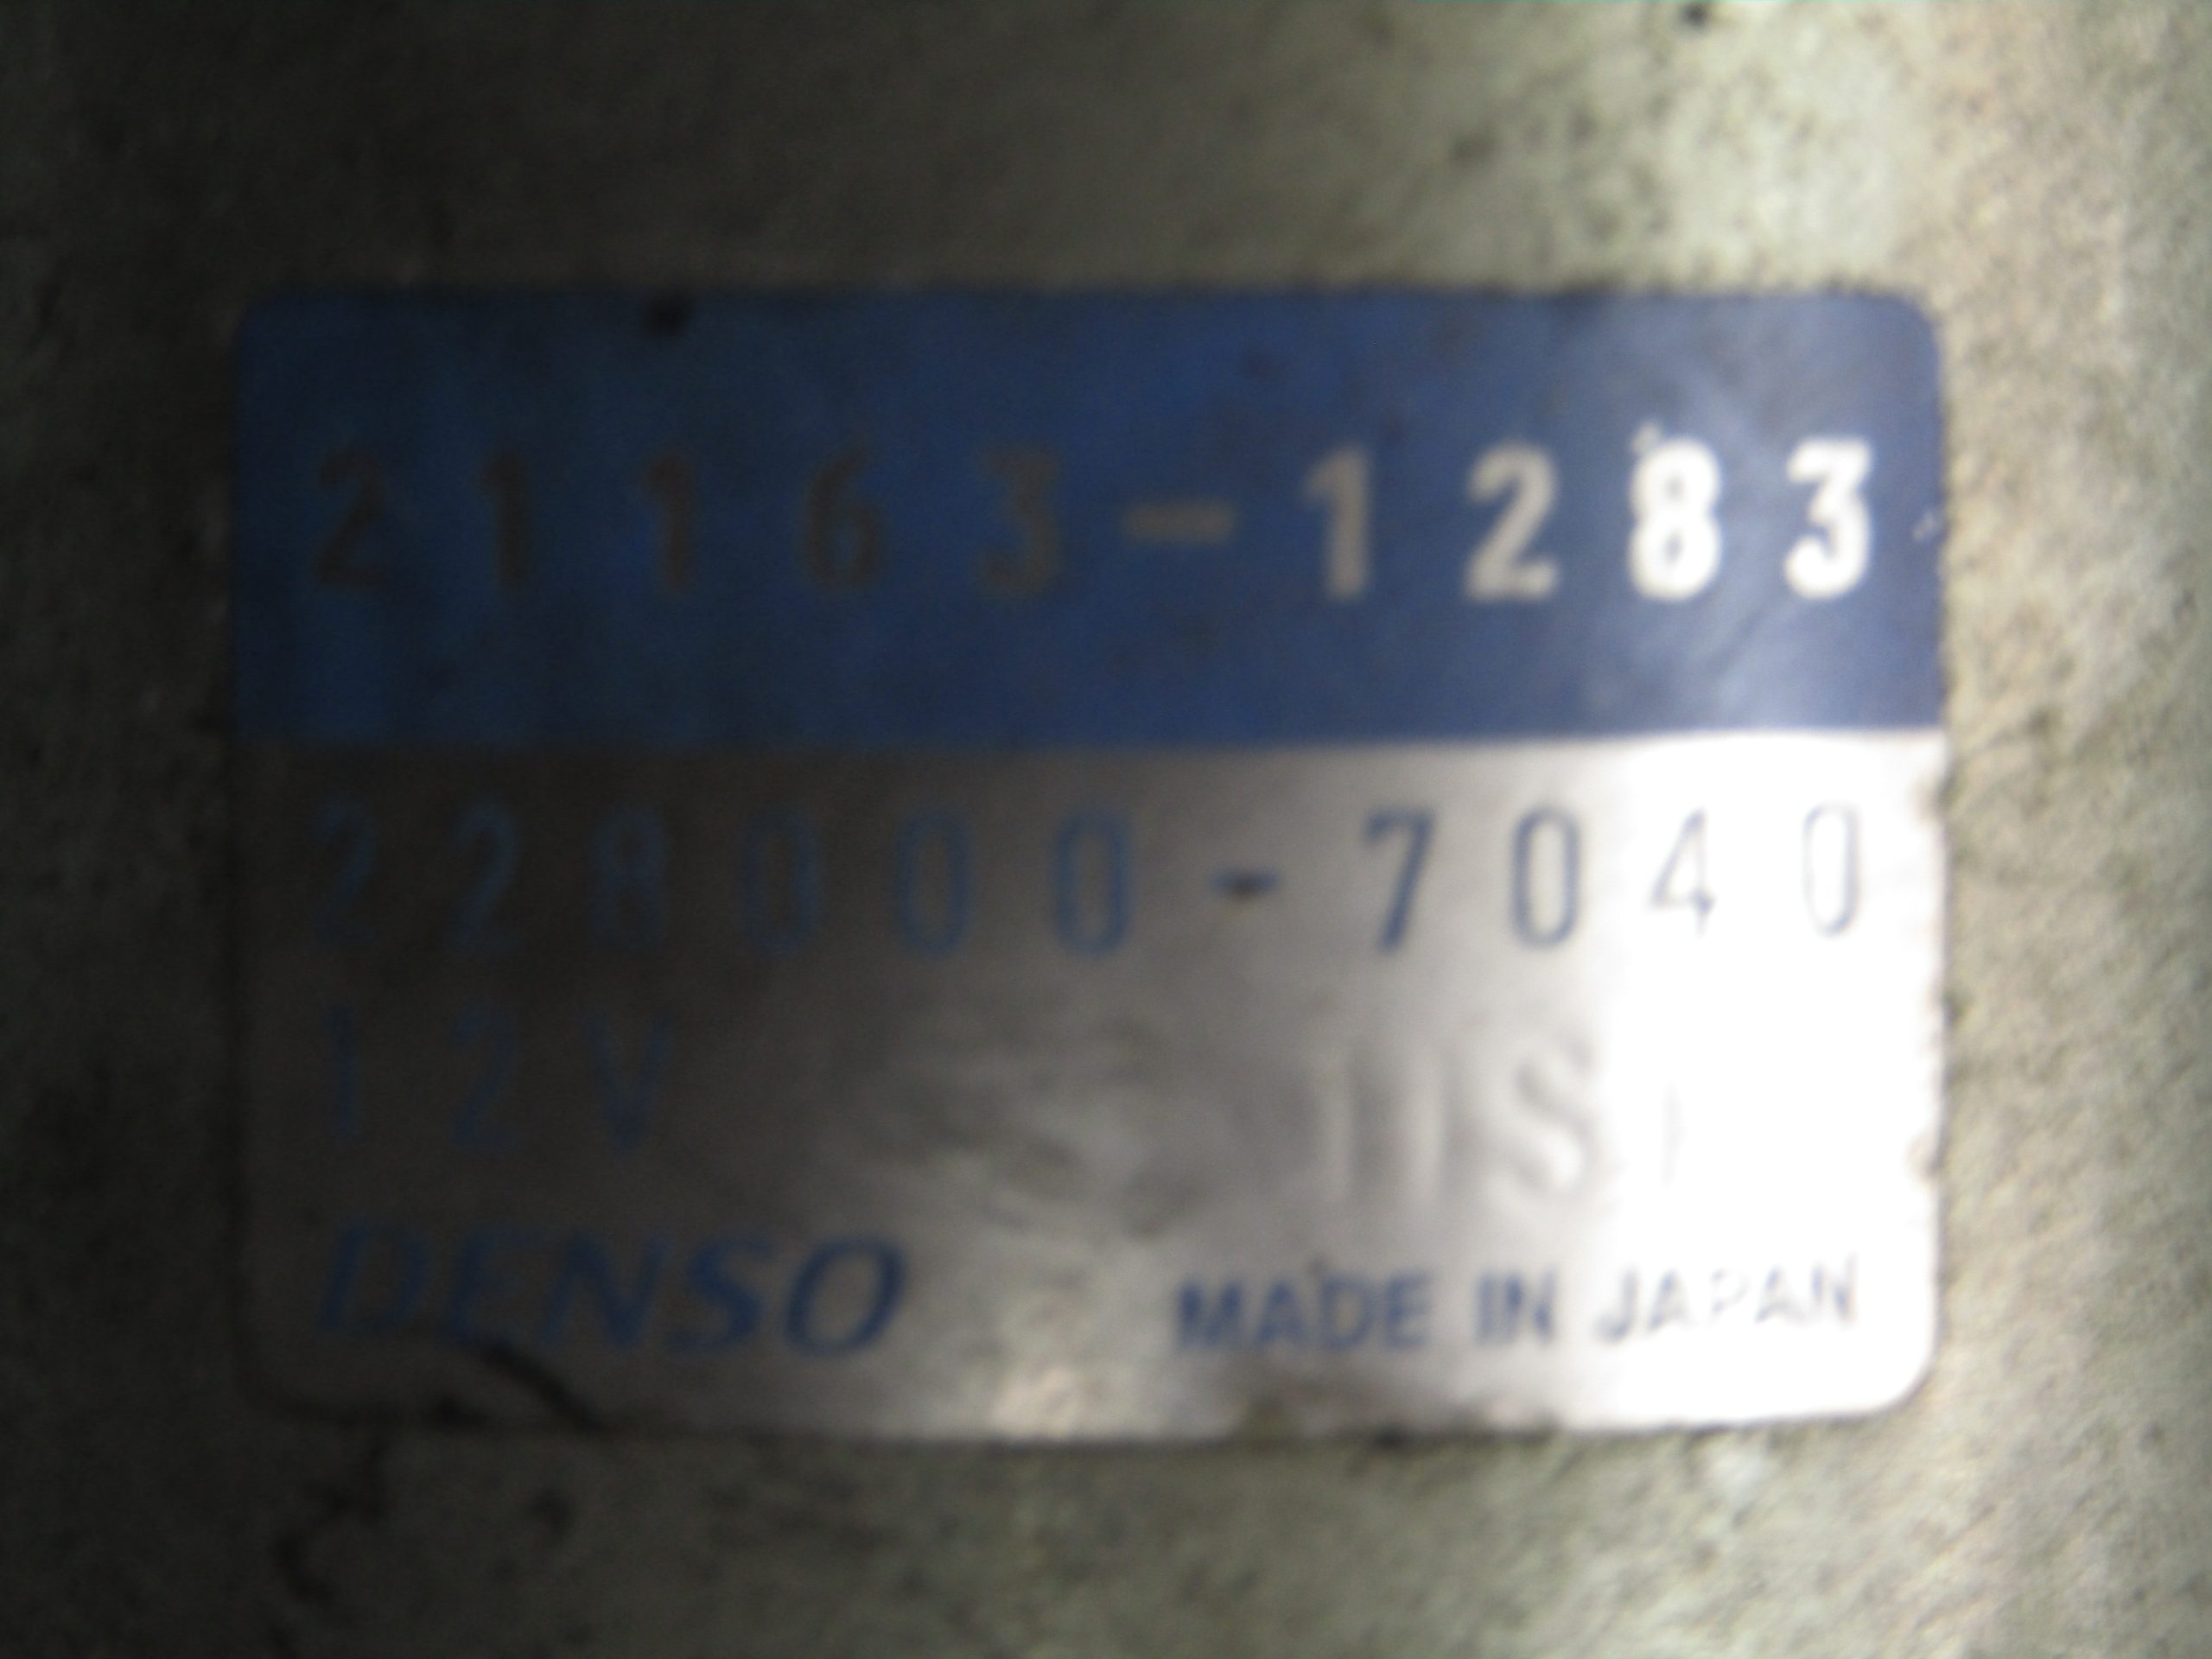 21163-1283
228000-7040
12V
DENSO MADE IN JAPAN